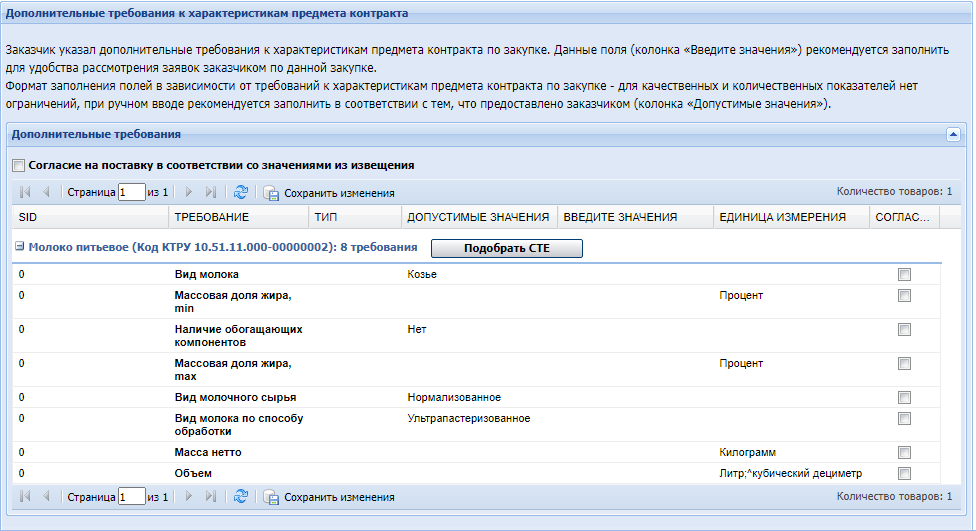 Дополнительные требования к характеристикам предмета контракта
Заказчик указал дополнительные требования к характеристикам предмета контракта по закупке. Данные поля (колонка «Введите значения») рекомендуется заполнить
для удобства рассмотрения заявок заказчиком по данной закупке.
Формат заполнения полей в зависимости от требований к характеристикам предмета контракта по закупке - для качественных и количественных показателей нет
ограничений, при ручном вводе рекомендуется заполнить в соответствии с тем, что предоставлено заказчиком (колонка «Допустимые значения»).
Дополнительные требования
Согласие на поставку в соответствии со значениями из извещения
Страница 1 из 1 Сохранить изменения Количество товаров: 1
SID ТРЕБОВАНИЕ ТИП ДОПУСТИМЫЕ ЗНАЧЕНИЯ ВВЕДИТЕ ЗНАЧЕНИЯ ЕДИНИЦА ИЗМЕРЕНИЯ СОГЛАС...
Молоко питьевое (Код КТРУ 10.51.11.000-00000002): 8 требования Подобрать СТЕ
0 Вид молока Козье
0 Массовая доля жира, Процент
min
0 Наличие обогащающих Нет
компонентов
0 Массовая доля жира, Процент
max
0 Вид молочного сырья Нормализованное
0 Вид молока по способу Ультрапастеризованное
обработки
0 Масса нетто Килограмм
0 Объем Литр;^кубический дециметр
Страница 1 из 1 Сохранить изменения Количество товаров: 1